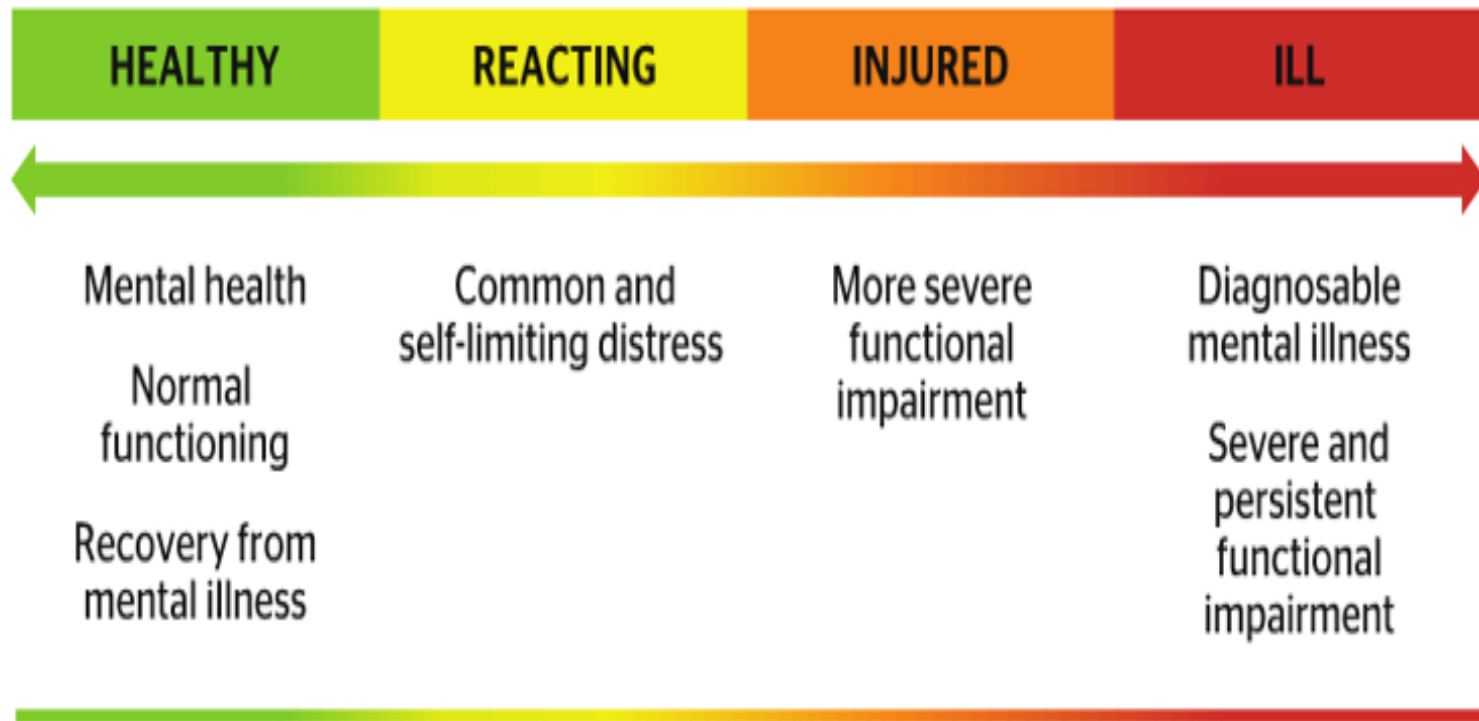 HEALTHY
REACTING
INJURED
ILL
Mental health
Normal
functioning
Recovery from
mental illness
Common and
self-limiting distress
More severe
functional
impairment
Diagnosable
mental illness
Severe and
persistent
functional
impairment